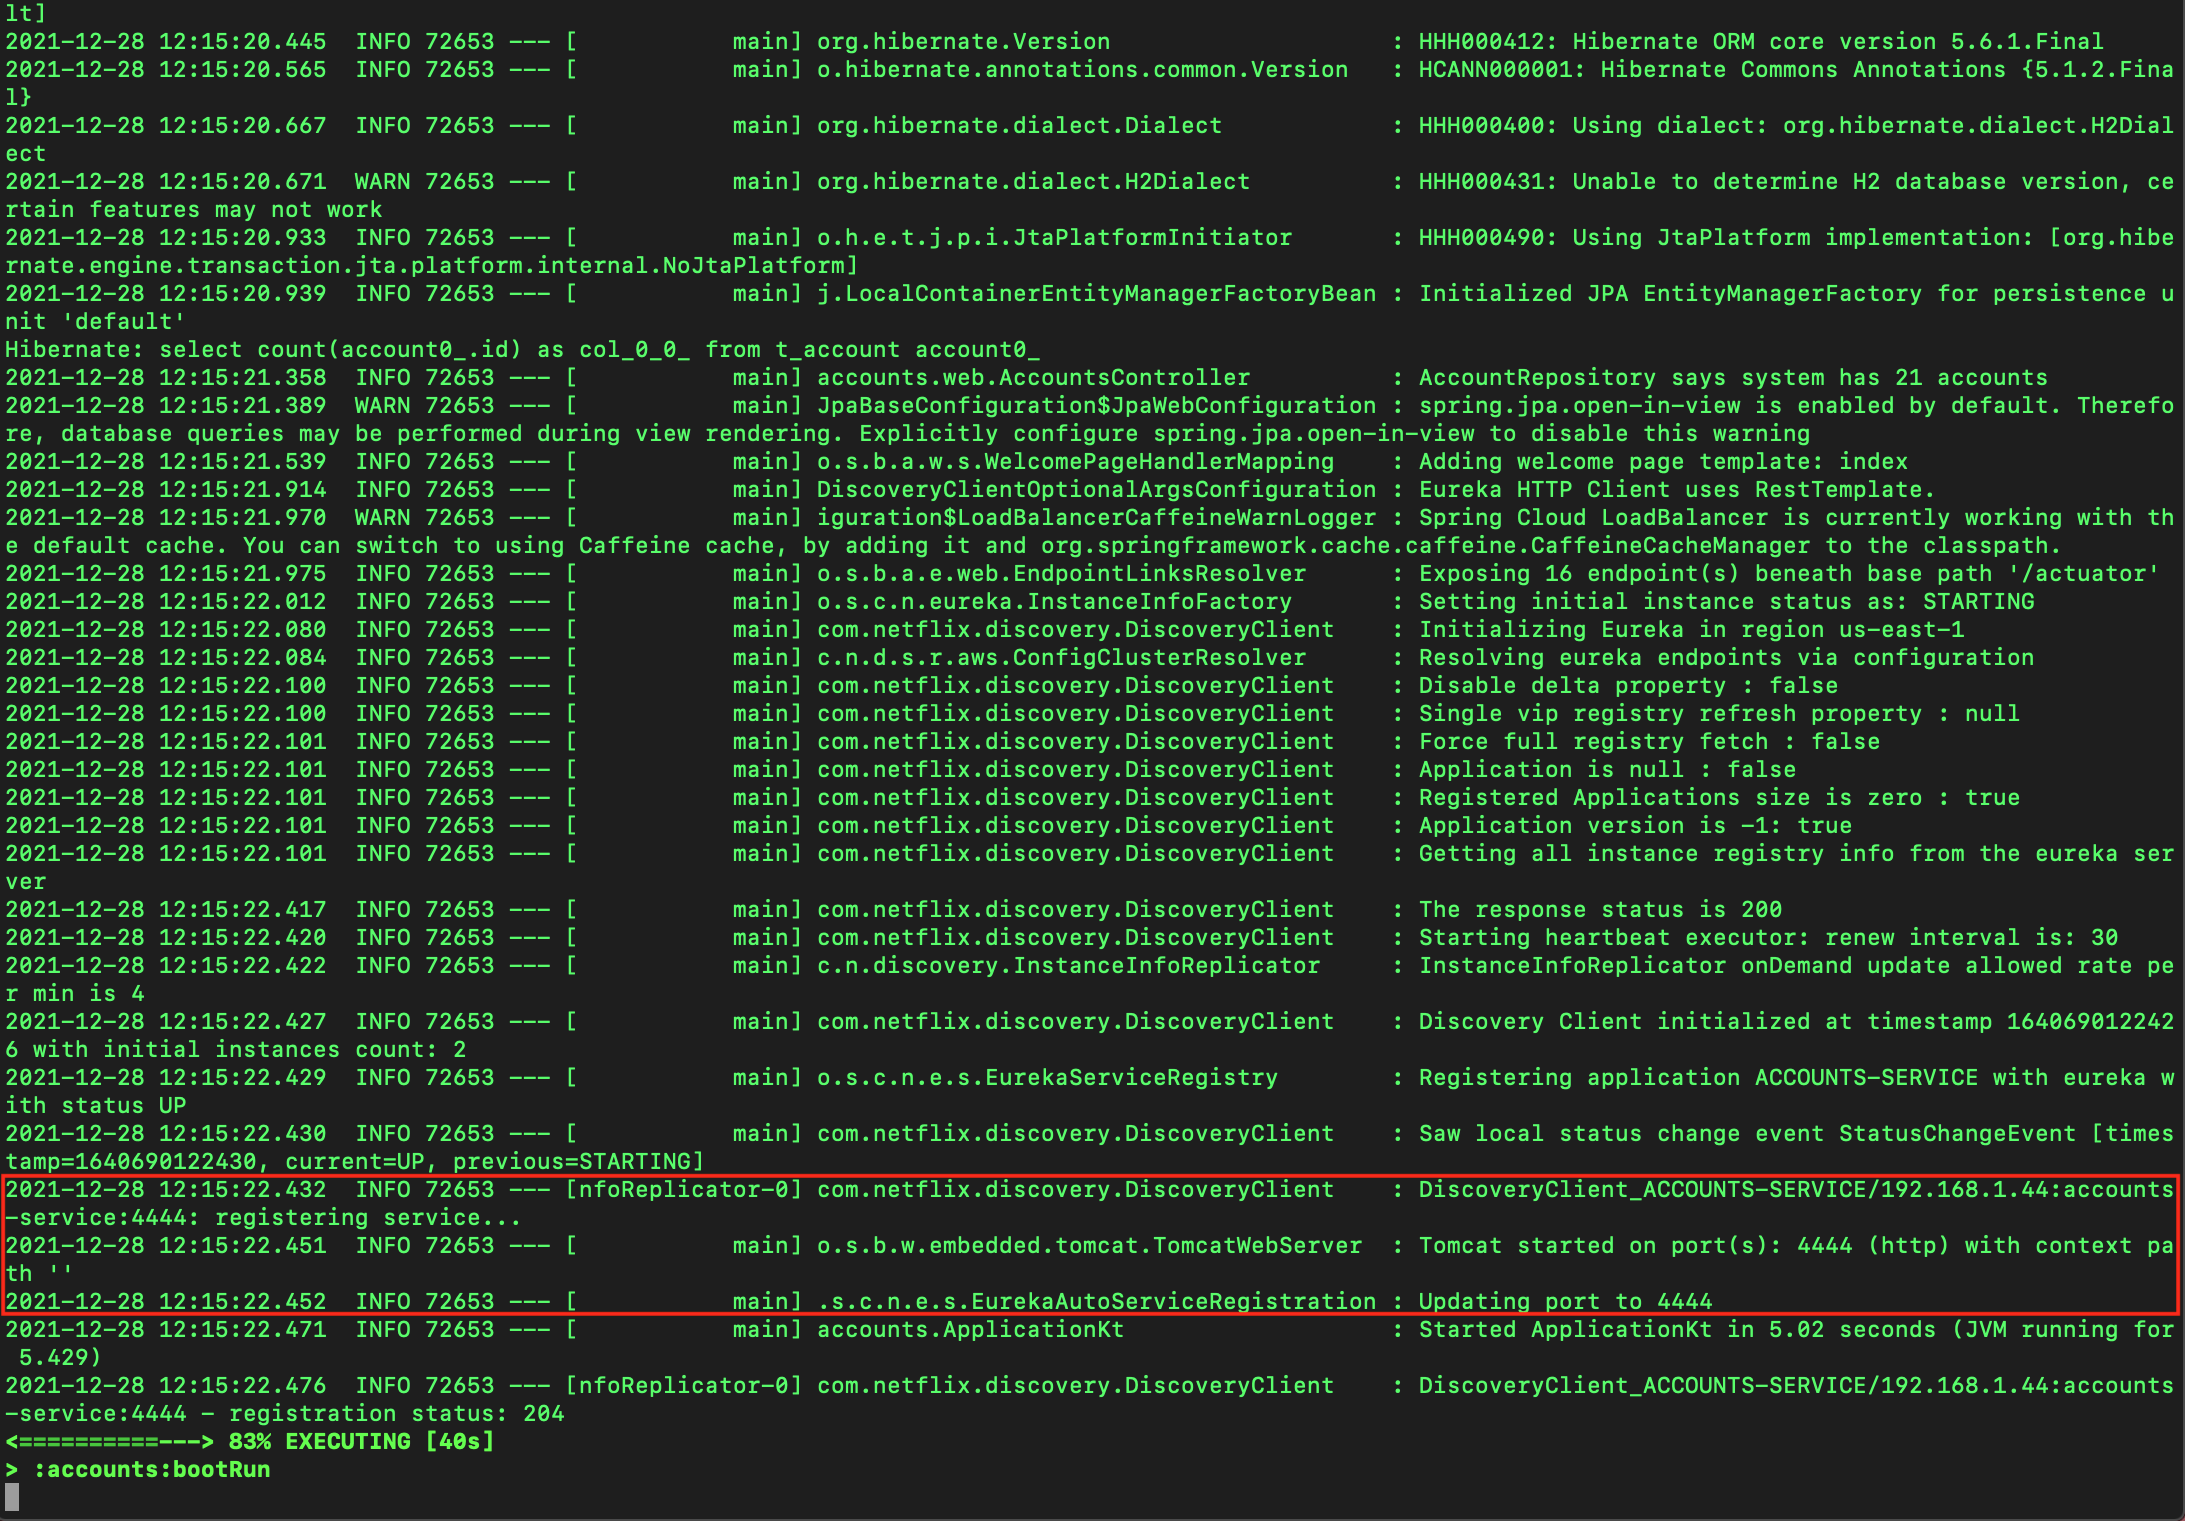 lt]
2021-12-28 12:15:20.445  INFO 72653 --- [           main] org.hibernate.Version                    : HHH000412: Hibernate ORM core version 5.6.1.Final
2021-12-28 12:15:20.565  INFO 72653 --- [           main] o.hibernate.annotations.common.Version   : HCANN000001: Hibernate Commons Annotations {5.1.2.Fina
l}
2021-12-28 12:15:20.667  INFO 72653 --- [           main] org.hibernate.dialect.Dialect            : HHH000400: Using dialect: org.hibernate.dialect.H2Dial
ect
2021-12-28 12:15:20.671  WARN 72653 --- [           main] org.hibernate.dialect.H2Dialect          : HHH000431: Unable to determine H2 database version, ce
rtain features may not work
2021-12-28 12:15:20.933  INFO 72653 --- [           main] o.h.e.t.j.p.i.JtaPlatformInitiator       : HHH000490: Using JtaPlatform implementation: [org.hibe
rnate.engine.transaction.jta.platform.internal.NoJtaPlatform]
2021-12-28 12:15:20.939  INFO 72653 --- [           main] j.LocalContainerEntityManagerFactoryBean : Initialized JPA EntityManagerFactory for persistence u
nit 'default'
Hibernate: select count(account0_.id) as col_0_0_ from t_account account0_
2021-12-28 12:15:21.358  INFO 72653 --- [           main] accounts.web.AccountsController          : AccountRepository says system has 21 accounts
2021-12-28 12:15:21.389  WARN 72653 --- [           main] JpaBaseConfiguration$JpaWebConfiguration : spring.jpa.open-in-view is enabled by default. Therefo
re, database queries may be performed during view rendering. Explicitly configure spring.jpa.open-in-view to disable this warning
2021-12-28 12:15:21.539  INFO 72653 --- [           main] o.s.b.a.w.s.WelcomePageHandlerMapping    : Adding welcome page template: index
2021-12-28 12:15:21.914  INFO 72653 --- [           main] DiscoveryClientOptionalArgsConfiguration : Eureka HTTP Client uses RestTemplate.
2021-12-28 12:15:21.970  WARN 72653 --- [           main] iguration$LoadBalancerCaffeineWarnLogger : Spring Cloud LoadBalancer is currently working with th
e default cache. You can switch to using Caffeine cache, by adding it and org.springframework.cache.caffeine.CaffeineCacheManager to the classpath.
2021-12-28 12:15:21.975  INFO 72653 --- [           main] o.s.b.a.e.web.EndpointLinksResolver      : Exposing 16 endpoint(s) beneath base path '/actuator'
2021-12-28 12:15:22.012  INFO 72653 --- [           main] o.s.c.n.eureka.InstanceInfoFactory       : Setting initial instance status as: STARTING
2021-12-28 12:15:22.080  INFO 72653 --- [           main] com.netflix.discovery.DiscoveryClient    : Initializing Eureka in region us-east-1
2021-12-28 12:15:22.084  INFO 72653 --- [           main] c.n.d.s.r.aws.ConfigClusterResolver      : Resolving eureka endpoints via configuration
2021-12-28 12:15:22.100  INFO 72653 --- [           main] com.netflix.discovery.DiscoveryClient    : Disable delta property : false
2021-12-28 12:15:22.100  INFO 72653 --- [           main] com.netflix.discovery.DiscoveryClient    : Single vip registry refresh property : null
2021-12-28 12:15:22.101  INFO 72653 --- [           main] com.netflix.discovery.DiscoveryClient    : Force full registry fetch : false
2021-12-28 12:15:22.101  INFO 72653 --- [           main] com.netflix.discovery.DiscoveryClient    : Application is null : false
2021-12-28 12:15:22.101  INFO 72653 --- [           main] com.netflix.discovery.DiscoveryClient    : Registered Applications size is zero : true
2021-12-28 12:15:22.101  INFO 72653 --- [           main] com.netflix.discovery.DiscoveryClient    : Application version is -1: true
2021-12-28 12:15:22.101  INFO 72653 --- [           main] com.netflix.discovery.DiscoveryClient    : Getting all instance registry info from the eureka ser
ver
2021-12-28 12:15:22.417  INFO 72653 --- [           main] com.netflix.discovery.DiscoveryClient    : The response status is 200
2021-12-28 12:15:22.420  INFO 72653 --- [           main] com.netflix.discovery.DiscoveryClient    : Starting heartbeat executor: renew interval is: 30
2021-12-28 12:15:22.422  INFO 72653 --- [           main] c.n.discovery.InstanceInfoReplicator     : InstanceInfoReplicator onDemand update allowed rate pe
r min is 4
2021-12-28 12:15:22.427  INFO 72653 --- [           main] com.netflix.discovery.DiscoveryClient    : Discovery Client initialized at timestamp 164069012242
6 with initial instances count: 2
2021-12-28 12:15:22.429  INFO 72653 --- [           main] o.s.c.n.e.s.EurekaServiceRegistry        : Registering application ACCOUNTS-SERVICE with eureka w
ith status UP
2021-12-28 12:15:22.430  INFO 72653 --- [           main] com.netflix.discovery.DiscoveryClient    : Saw local status change event StatusChangeEvent [times
tamp=1640690122430, current=UP, previous=STARTING]
2021-12-28 12:15:22.432  INFO 72653 --- [nfoReplicator-0] com.netflix.discovery.DiscoveryClient    : DiscoveryClient_ACCOUNTS-SERVICE/192.168.1.44:accounts
-service:4444: registering service...
2021-12-28 12:15:22.451  INFO 72653 --- [           main] o.s.b.w.embedded.tomcat.TomcatWebServer  : Tomcat started on port(s): 4444 (http) with context pa
th ''
2021-12-28 12:15:22.452  INFO 72653 --- [           main] .s.c.n.e.s.EurekaAutoServiceRegistration : Updating port to 4444
2021-12-28 12:15:22.471  INFO 72653 --- [           main] accounts.ApplicationKt                   : Started ApplicationKt in 5.02 seconds (JVM running for
 5.429)
2021-12-28 12:15:22.476  INFO 72653 --- [nfoReplicator-0] com.netflix.discovery.DiscoveryClient    : DiscoveryClient_ACCOUNTS-SERVICE/192.168.1.44:accounts
-service:4444 - registration status: 204
<==========---> 83% EXECUTING [40s]
> :accounts:bootRun